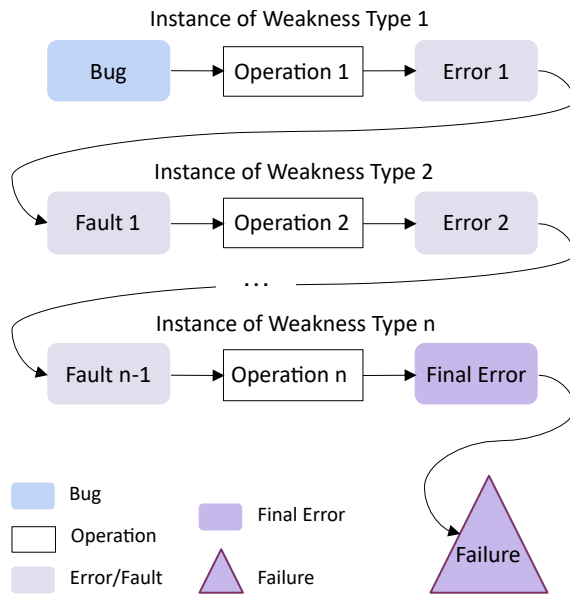 Instance of Weakness Type 1
Bug
Operation 1
Error 1
Instance of Weakness Type 2
Fault 1
Operation 2
Error 2
...
Instance of Weakness Type n
Fault n-1
Operation n
Final Error
Bug
Operation
Error/Fault
Final Error
Failure
Failure